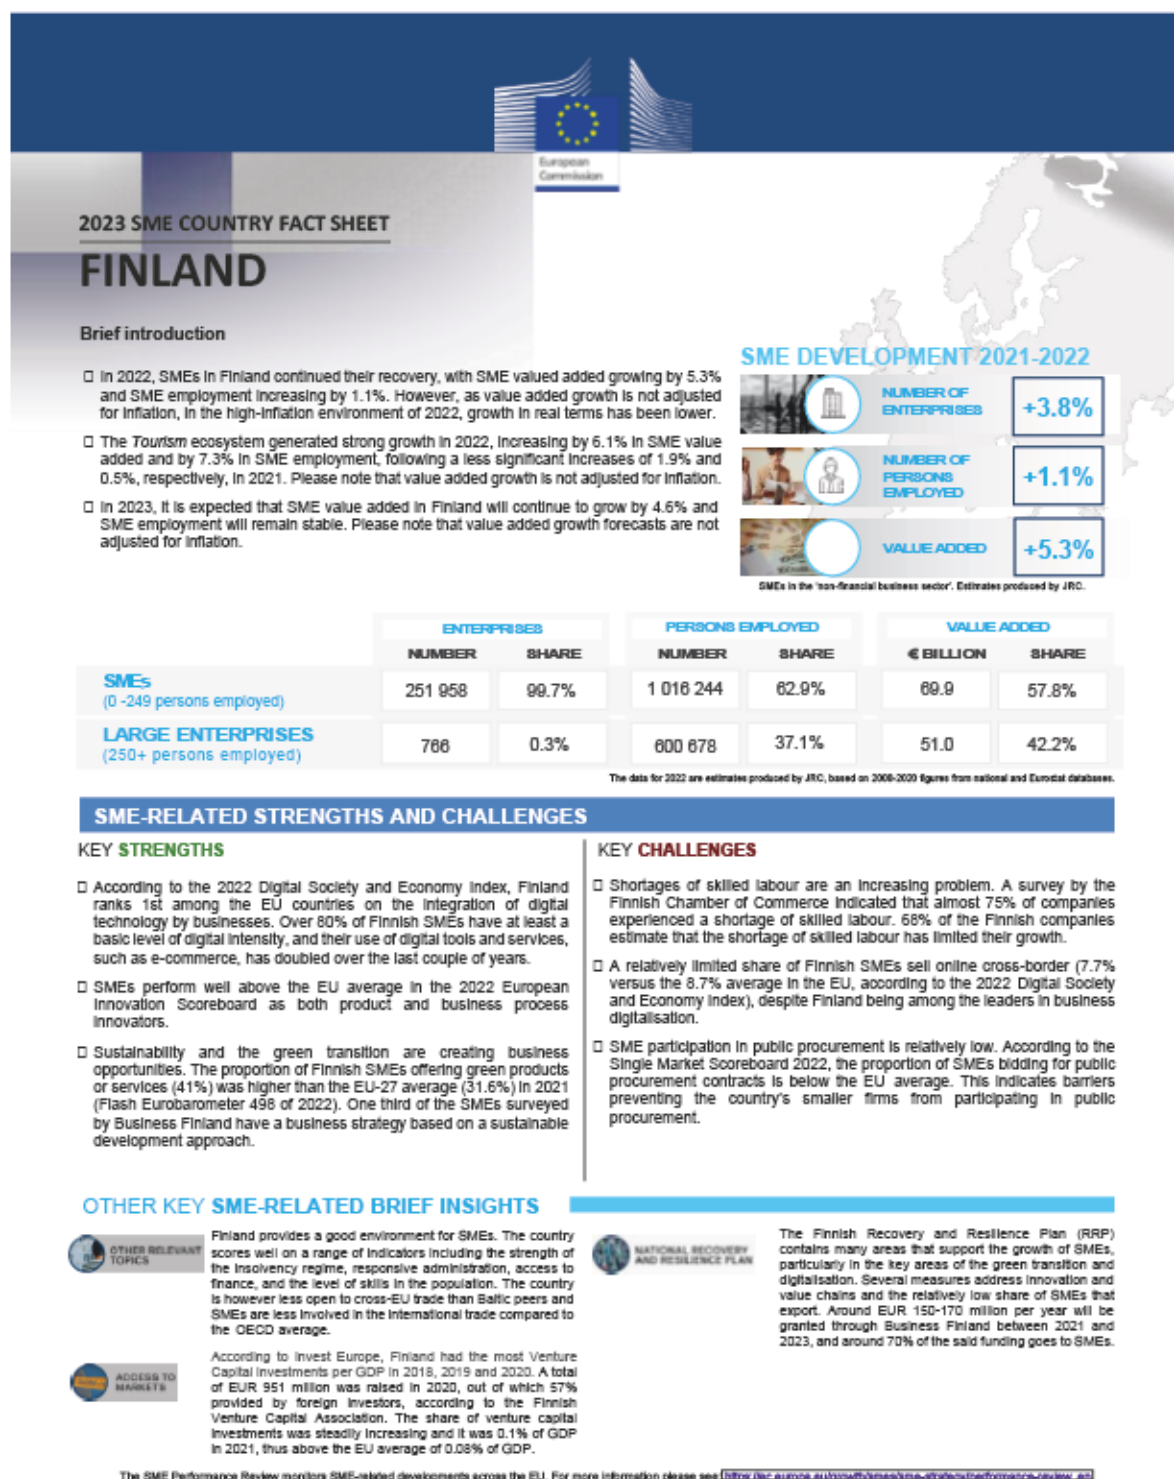 European
Commission
2023 SME COUNTRY FACT SHEET
FINLAND
Brief introduction
☐ In 2022, SMEs in Finland continued their recovery, with SME valued added growing by 5.3%
and SME employment increasing by 1.1%. However, as value added growth is not adjusted
for inflation, in the high-inflation environment of 2022, growth in real terms has been lower.
☐ The Tourism ecosystem generated strong growth in 2022, increasing by 6.1% in SME value
added and by 7.3% in SME employment, following a less significant increases of 1.9% and
0.5%, respectively, in 2021. Please note that value added growth is not adjusted for inflation.
☐ In 2023, it is expected that SME value added in Finland will continue to grow by 4.6% and
SME employment will remain stable. Please note that value added growth forecasts are not
adjusted for inflation.
SME DEVELOPMENT 2021-2022
NUMBER OF
ENTERPRISES
+3.8%
NUMBER OF
PERSONS
EMPLOYED
+1.1%
VALUE ADDED
+5.3%
SMEs in the 'non-financial business sector'. Estimates produced by JRC.
ENTERPRISES PERSONS EMPLOYED VALUE ADDED
NUMBER SHARE NUMBER SHARE € BILLION SHARE
SMEs
(0 -249 persons employed)
251 958 99.7% 1 016 244 62.9% 69.9 57.8%
LARGE ENTERPRISES
(250+ persons employed)
766 0.3% 600 678 37.1% 51.0 42.2%
The data for 2022 are estimates produced by JRC, based on 2008-2020 figures from national and Eurostat databases.
SME-RELATED STRENGTHS AND CHALLENGES
KEY STRENGTHS
☐ According to the 2022 Digital Society and Economy Index, Finland
ranks 1st among the EU countries on the integration of digital
technology by businesses. Over 80% of Finnish SMEs have at least a
basic level of digital intensity, and their use of digital tools and services,
such as e-commerce, has doubled over the last couple of years.
☐ SMEs perform well above the EU average in the 2022 European
Innovation Scoreboard as both product and business process
innovators.
☐ Sustainability and the green transition are creating business
opportunities. The proportion of Finnish SMEs offering green products
or services (41%) was higher than the EU-27 average (31.6%) in 2021
(Flash Eurobarometer 498 of 2022). One third of the SMEs surveyed
by Business Finland have a business strategy based on a sustainable
development approach.
KEY CHALLENGES
☐ Shortages of skilled labour are an increasing problem. A survey by the
Finnish Chamber of Commerce indicated that almost 75% of companies
experienced a shortage of skilled labour. 68% of the Finnish companies
estimate that the shortage of skilled labour has limited their growth.
☐ A relatively limited share of Finnish SMEs sell online cross-border (7.7%
versus the 8.7% average in the EU, according to the 2022 Digital Society
and Economy Index), despite Finland being among the leaders in business
digitalisation.
☐ SME participation in public procurement is relatively low. According to the
Single Market Scoreboard 2022, the proportion of SMEs bidding for public
procurement contracts is below the EU average. This indicates barriers
preventing the country's smaller firms from participating in public
procurement.
OTHER KEY SME-RELATED BRIEF INSIGHTS
OTHER RELEVANT
TOPICS
Finland provides a good environment for SMEs. The country
scores well on a range of indicators including the strength of
the insolvency regime, responsive administration, access to
finance, and the level of skills in the population. The country
is however less open to cross-EU trade than Baltic peers and
SMEs are less involved in the international trade compared to
the OECD average.
ACCESS TO
MARKETS
According to Invest Europe, Finland had the most Venture
Capital investments per GDP in 2018, 2019 and 2020. A total
of EUR 951 million was raised in 2020, out of which 57%
provided by foreign investors, according to the Finnish
Venture Capital Association. The share of venture capital
investments was steadily increasing and it was 0.1% of GDP
in 2021, thus above the EU average of 0.08% of GDP.
NATIONAL RECOVERY
AND RESILIENCE PLAN
The Finnish Recovery and Resilience Plan (RRP)
contains many areas that support the growth of SMEs,
particularly in the key areas of the green transition and
digitalisation. Several measures address innovation and
value chains and the relatively low share of SMEs that
export. Around EUR 150-170 million per year will be
granted through Business Finland between 2021 and
2023, and around 70% of the said funding goes to SMEs.
The SME Performance Review monitors SME-related developments across the EU. For more information please see: https://ec.europa.eu/growth/smes/sme-strategy/performance-review_en